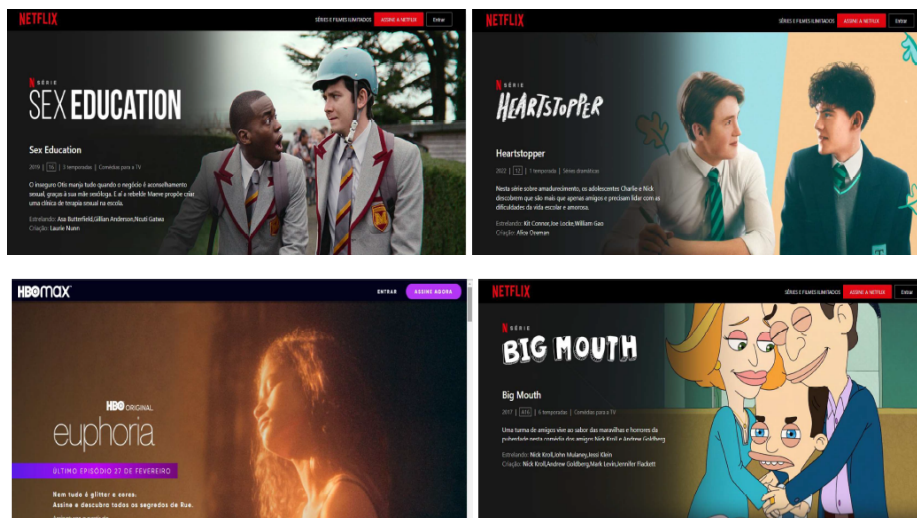 NETFLIX
SÉRIES E FILMES ILIMITADOS
ASSINE A NETFLIX
Entrar
N SÉRIE
SEX EDUCATION
Sex Education
2019 | 16 | 3 temporadas | Comédias para a TV
O inseguro Otis manja tudo quando o negócio é aconselhamento
sexual, graças à sua mãe sexóloga. E aí a rebelde Maeve propõe criar
uma clínica de terapia sexual na escola.
Estrelando: Asa Butterfield,Gillian Anderson,Ncuti Gatwa
Criação: Laurie Nunn
NETFLIX
SÉRIES E FILMES ILIMITADOS
ASSINE A NETFLIX
Entrar
N SÉRIE
HEARTSTOPPER
Heartstopper
2022 | 12 | 1 temporada | Séries dramáticas
Nesta série sobre amadurecimento, os adolescentes Charlie e Nick
descobrem que são mais que apenas amigos e precisam lidar com as
dificuldades da vida escolar e amorosa.
Estrelando: Kit Connor,Joe Locke,William Gao
Criação: Alice Oseman
HBOmax
ENTRAR
ASSINE AGORA
HBO ORIGINAL
euphoria
ÚLTIMO EPISÓDIO 27 DE FEVEREIRO
Nem tudo é glitter e cores.
Assine e descubra todos os segredos de Rue.
NETFLIX
SÉRIES E FILMES ILIMITADOS
ASSINE A NETFLIX
Entrar
N SÉRIE
BIG MOUTH
Big Mouth
2017 | A16 | 6 temporadas | Comédias para a TV
Uma turma de amigos vive ao sabor das maravilhas e horrores da
puberdade nesta comédia dos amigos Nick Kroll e Andrew Goldberg.
Estrelando: Nick Kroll,John Mulaney,Jessi Klein
Criação: Nick Kroll,Andrew Goldberg,Mark Levin,Jennifer Flackett